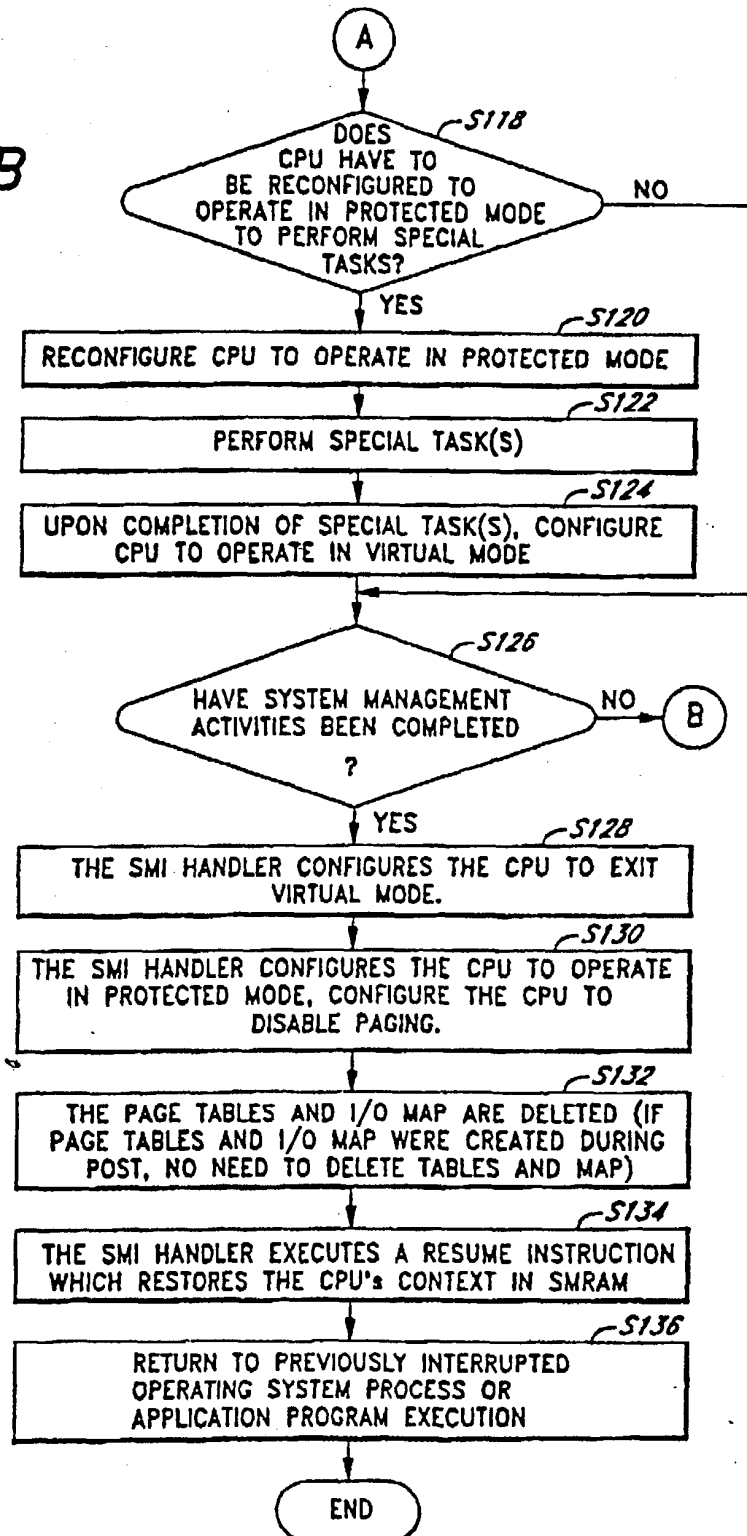 A
S118
B
DOES
CPU HAVE TO
BE RECONFIGURED TO
OPERATE IN PROTECTED MODE
TO PERFORM SPECIAL
TASKS?
NO
YES
S120
RECONFIGURE CPU TO OPERATE IN PROTECTED MODE
S122
PERFORM SPECIAL TASK(S)
S124
UPON COMPLETION OF SPECIAL TASK(S), CONFIGURE
CPU TO OPERATE IN VIRTUAL MODE
S126
HAVE SYSTEM MANAGEMENT
ACTIVITIES BEEN COMPLETED
?
NO
B
YES
S128
THE SMI HANDLER CONFIGURES THE CPU TO EXIT
VIRTUAL MODE.
S130
THE SMI HANDLER CONFIGURES THE CPU TO OPERATE
IN PROTECTED MODE, CONFIGURE THE CPU TO
DISABLE PAGING.
S132
THE PAGE TABLES AND I/O MAP ARE DELETED (IF
PAGE TABLES AND I/O MAP WERE CREATED DURING
POST, NO NEED TO DELETE TABLES AND MAP)
S134
THE SMI HANDLER EXECUTES A RESUME INSTRUCTION
WHICH RESTORES THE CPU's CONTEXT IN SMRAM
S136
RETURN TO PREVIOUSLY INTERRUPTED
OPERATING SYSTEM PROCESS OR
APPLICATION PROGRAM EXECUTION
END